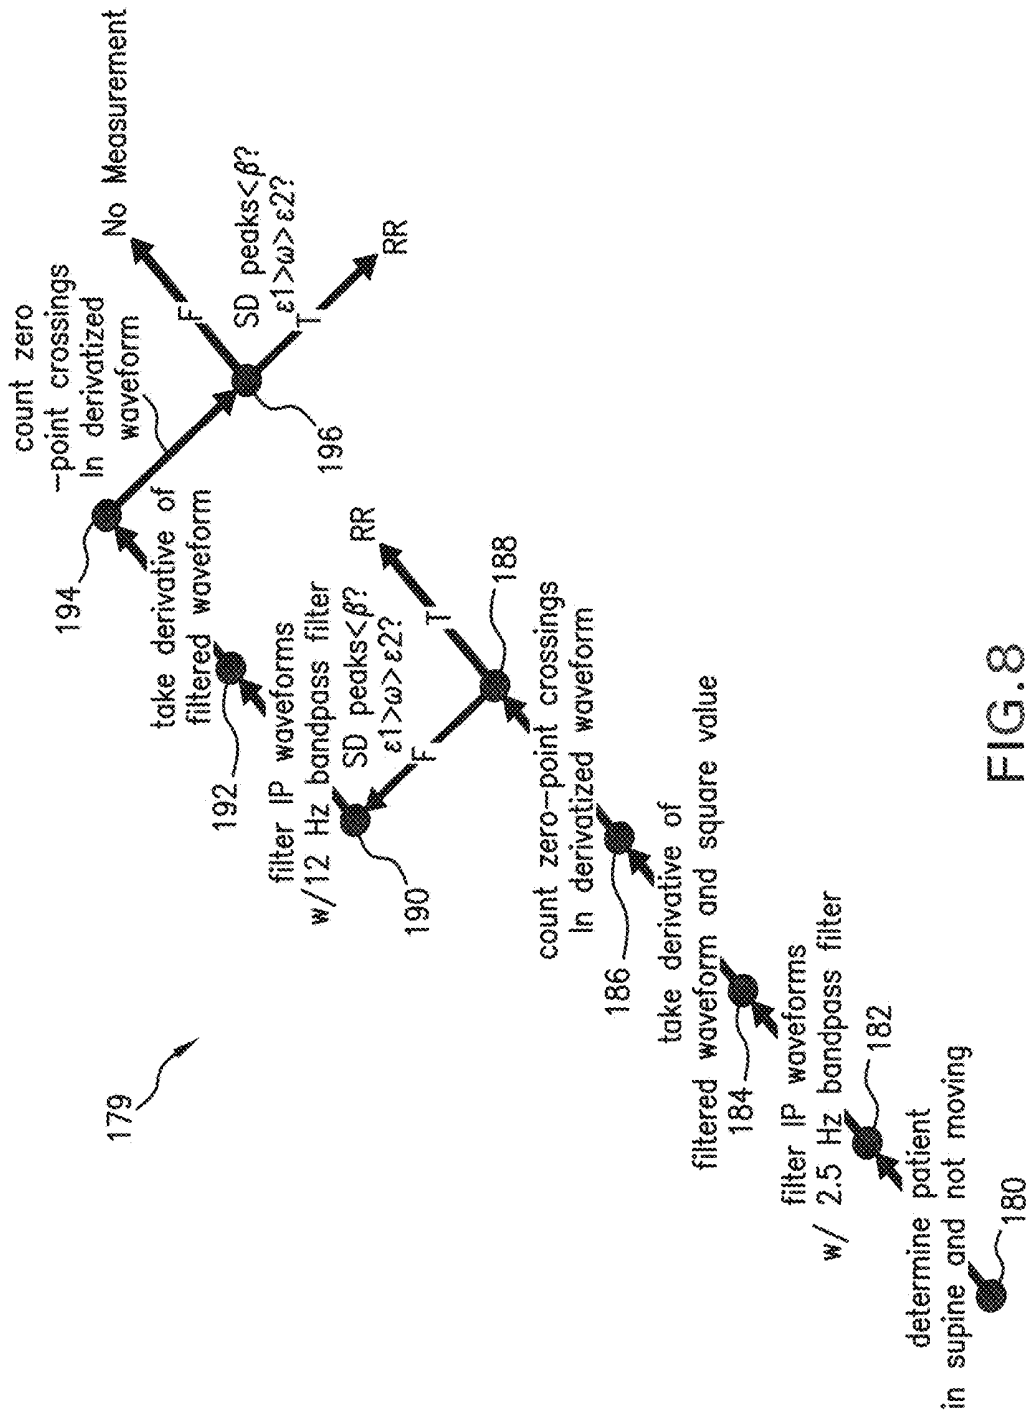 179
180
determine patient
in supine and not moving
182
filter IP waveforms
w/ 2.5 Hz bandpass filter
184
take derivative of
filtered waveform and square value
186
count zero-point crossings
In derivatized waveform
188
T
RR
F
SD peaks<β?
ε1>ω>ε2?
190
filter IP waveforms
w/12 Hz bandpass filter
192
take derivative of
filtered waveform
194
count zero
-point crossings
In derivatized
waveform
196
F
No Measurement
SD peaks<β?
ε1>ω>ε2?
T
RR
FIG.8